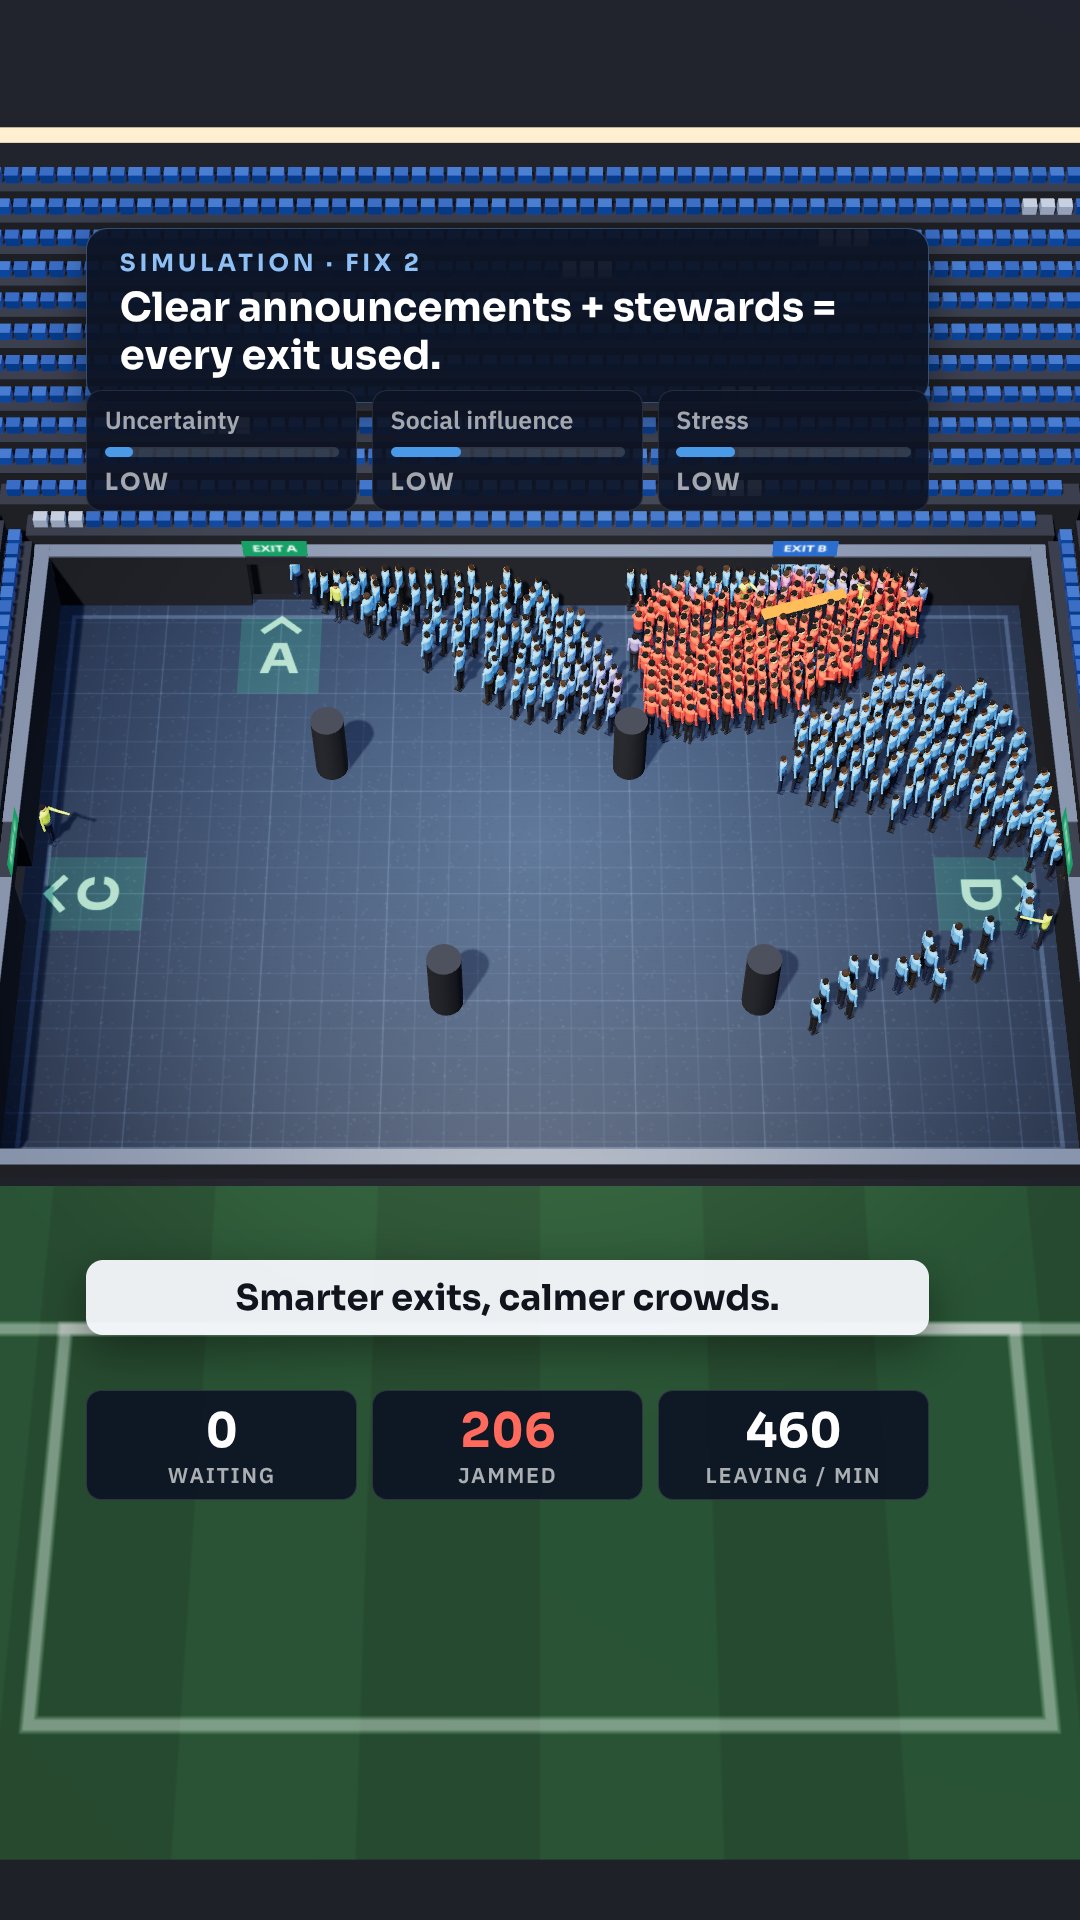 SIMULATION · FIX 2
Clear announcements + stewards =
every exit used.
Uncertainty
LOW
Social influence
LOW
Stress
LOW
EXIT A
EXIT B
A
C
D
Smarter exits, calmer crowds.
0
WAITING
206
JAMMED
460
LEAVING / MIN